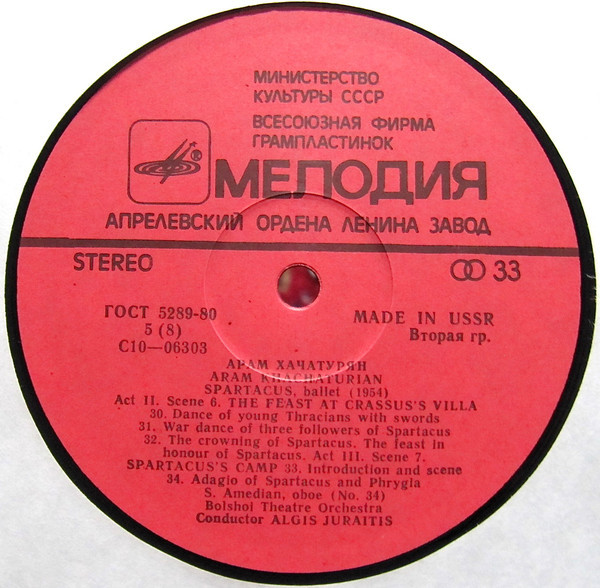 МИНИСТЕРСТВО
КУЛЬТУРЫ СССР
ВСЕСОЮЗНАЯ ФИРМА
ГРАМПЛАСТИНОК
® МЕЛОДИЯ
АПРЕЛЕВСКИЙ ОРДЕНА ЛЕНИНА ЗАВОД
STEREO
33
ГОСТ 5289-80
5 (8)
С10—06303
MADE IN USSR
Вторая гр.
АРАМ ХАЧАТУРЯН
ARAM KHACHATURIAN
SPARTACUS, ballet (1954)
Act II. Scene 6. THE FEAST AT CRASSUS'S VILLA
30. Dance of young Thracians with swords
31. War dance of three followers of Spartacus
32. The crowning of Spartacus. The feast in
honour of Spartacus. Act III. Scene 7.
SPARTACUS'S CAMP 33. Introduction and scene
34. Adagio of Spartacus and Phrygia
S. Amedian, oboe (No. 34)
Bolshoi Theatre Orchestra
Conductor ALGIS JURAITIS